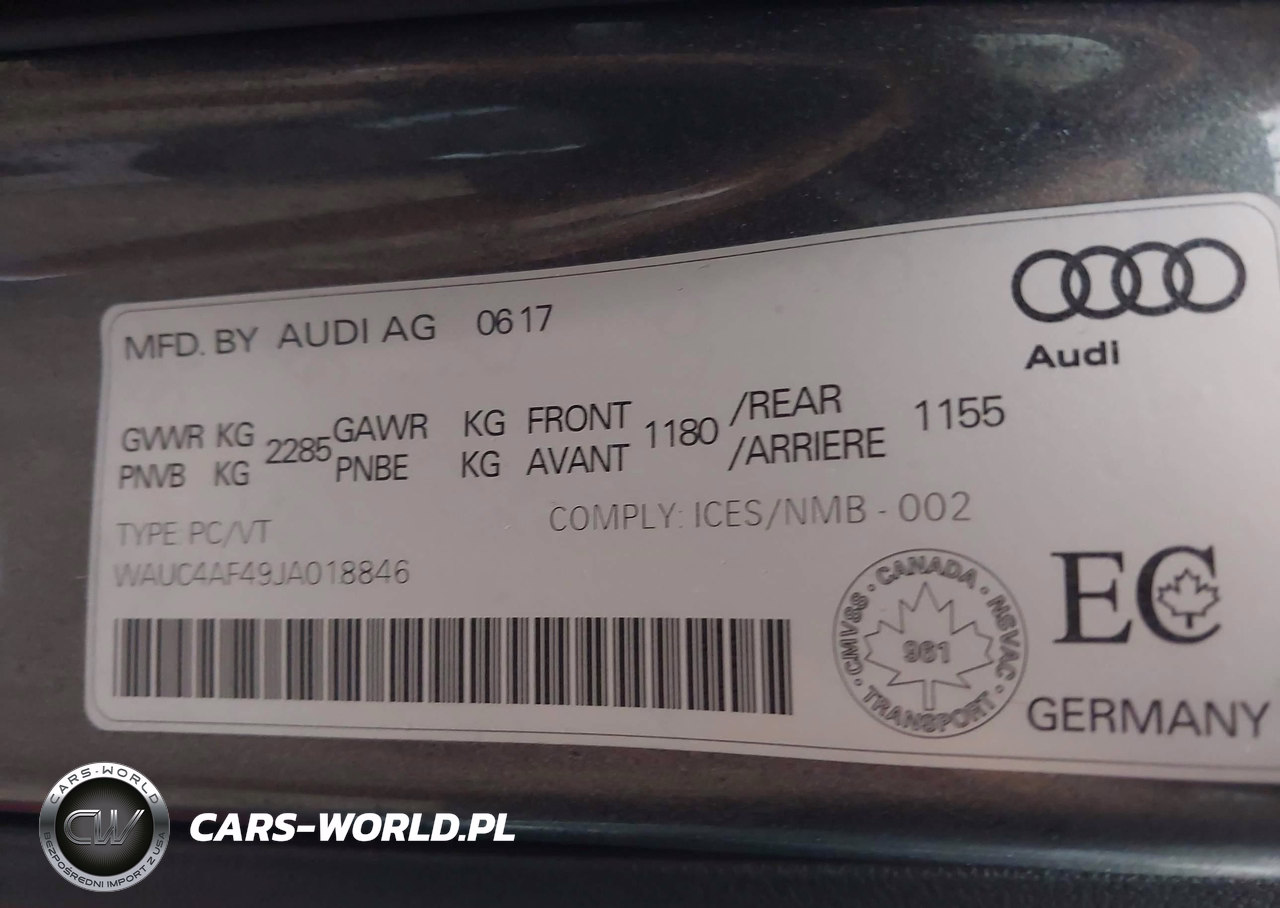 MFD. BY AUDI AG 0617
Audi
GVWR KG 2285 GAWR KG FRONT 1180 /REAR 1155
PNVB KG PNBE KG AVANT /ARRIERE
TYPE: PC/VT
COMPLY: ICES/NMB - 002
WAUC4AF49JA018846
CANADA · NSVAC · TRANSPORT · CMVSS ·
961
EC
GERMANY
CARS-WORLD
CW
BEZPOŚREDNI IMPORT Z USA
CARS-WORLD.PL